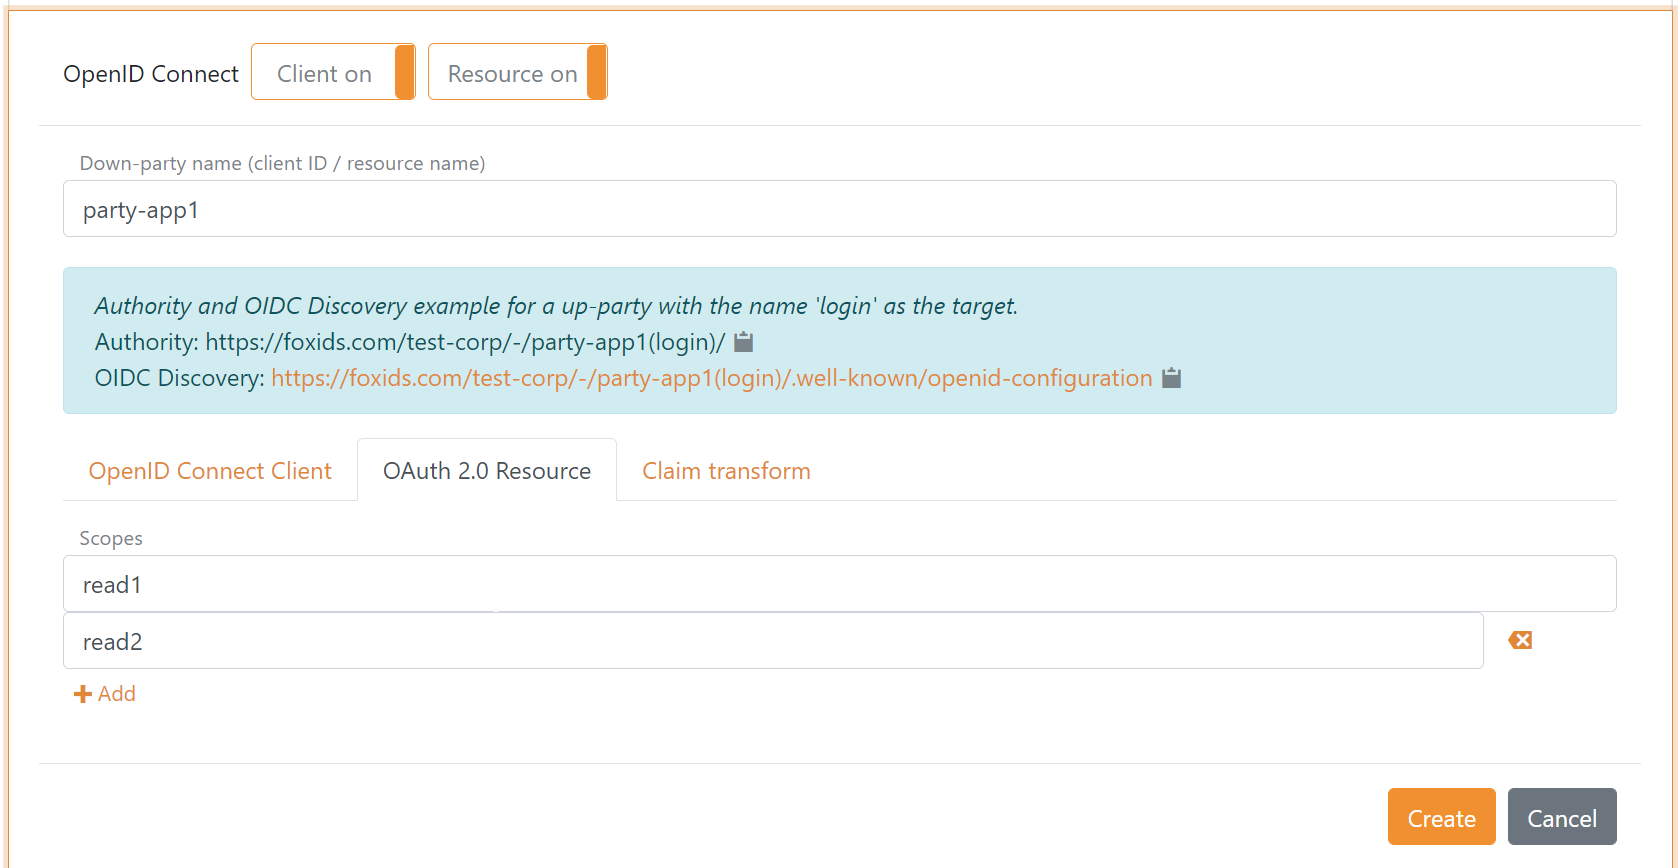 OpenID Connect Client on Resource on
Down-party name (client ID / resource name)
party-app1
Authority and OIDC Discovery example for a up-party with the name 'login' as the target.
Authority: https://foxids.com/test-corp/-/party-app1(login)/
OIDC Discovery: https://foxids.com/test-corp/-/party-app1(login)/.well-known/openid-configuration
OpenID Connect Client OAuth 2.0 Resource Claim transform
Scopes
read1
read2
Add
Create Cancel